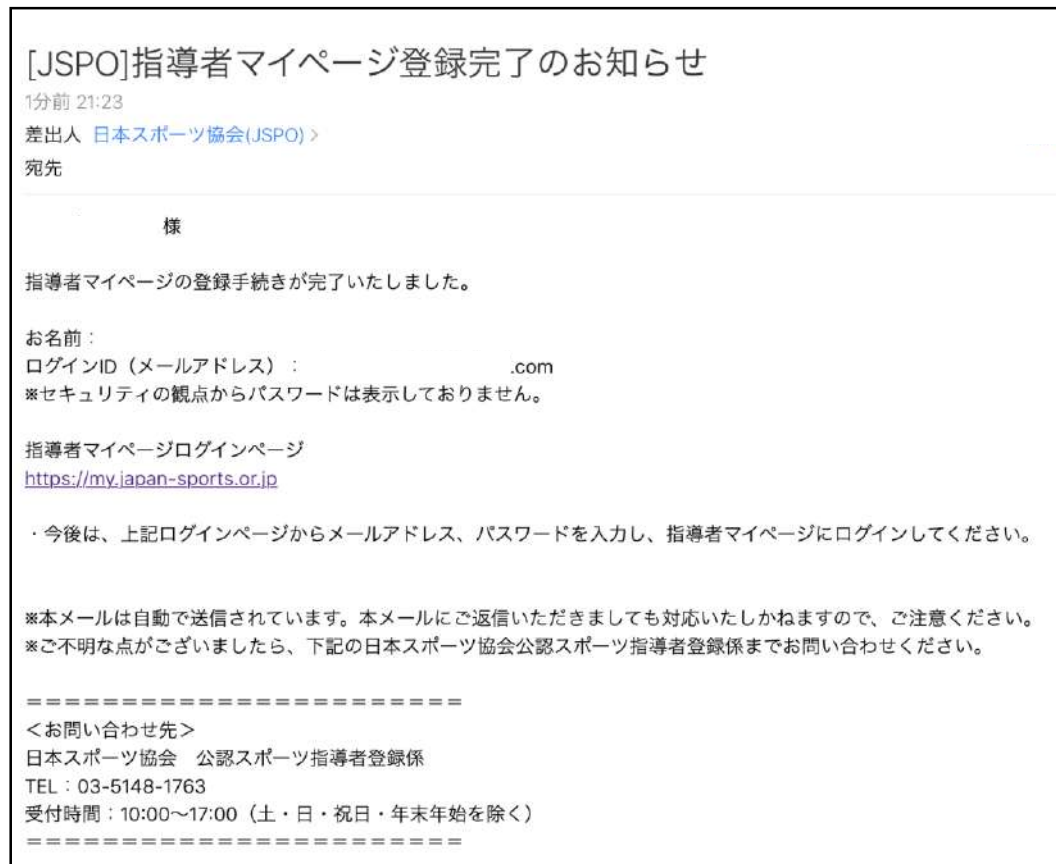 [JSPO]指導者マイページ登録完了のお知らせ
1分前 21:23
差出人 日本スポーツ協会(JSPO) >
宛先
様
指導者マイページの登録手続きが完了いたしました。
お名前：
ログインID（メールアドレス）： .com
※セキュリティの観点からパスワードは表示しておりません。
指導者マイページログインページ
https://my.japan-sports.or.jp
・今後は、上記ログインページからメールアドレス、パスワードを入力し、指導者マイページにログインしてください。
※本メールは自動で送信されています。本メールにご返信いただきましても対応いたしかねますので、ご注意ください。
※ご不明な点がございましたら、下記の日本スポーツ協会公認スポーツ指導者登録係までお問い合わせください。
＝＝＝＝＝＝＝＝＝＝＝＝＝＝＝＝＝＝＝＝＝＝＝
＜お問い合わせ先＞
日本スポーツ協会　公認スポーツ指導者登録係
TEL：03-5148-1763
受付時間：10:00～17:00（土・日・祝日・年末年始を除く）
＝＝＝＝＝＝＝＝＝＝＝＝＝＝＝＝＝＝＝＝＝＝＝